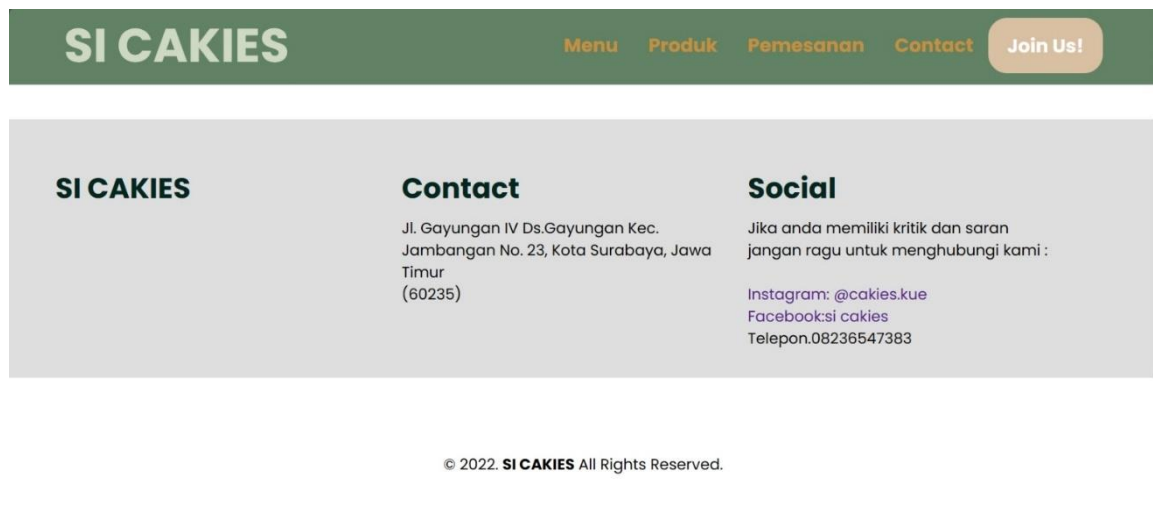 SI CAKIES
Menu Produk Pemesanan Contact Join Us!
SI CAKIES
Contact
Jl. Gayungan IV Ds.Gayungan Kec.
Jambangan No. 23, Kota Surabaya, Jawa
Timur
(60235)
Social
Jika anda memiliki kritik dan saran
jangan ragu untuk menghubungi kami :
Instagram: @cakies.kue
Facebook:si cakies
Telepon.08236547383
© 2022. SI CAKIES All Rights Reserved.